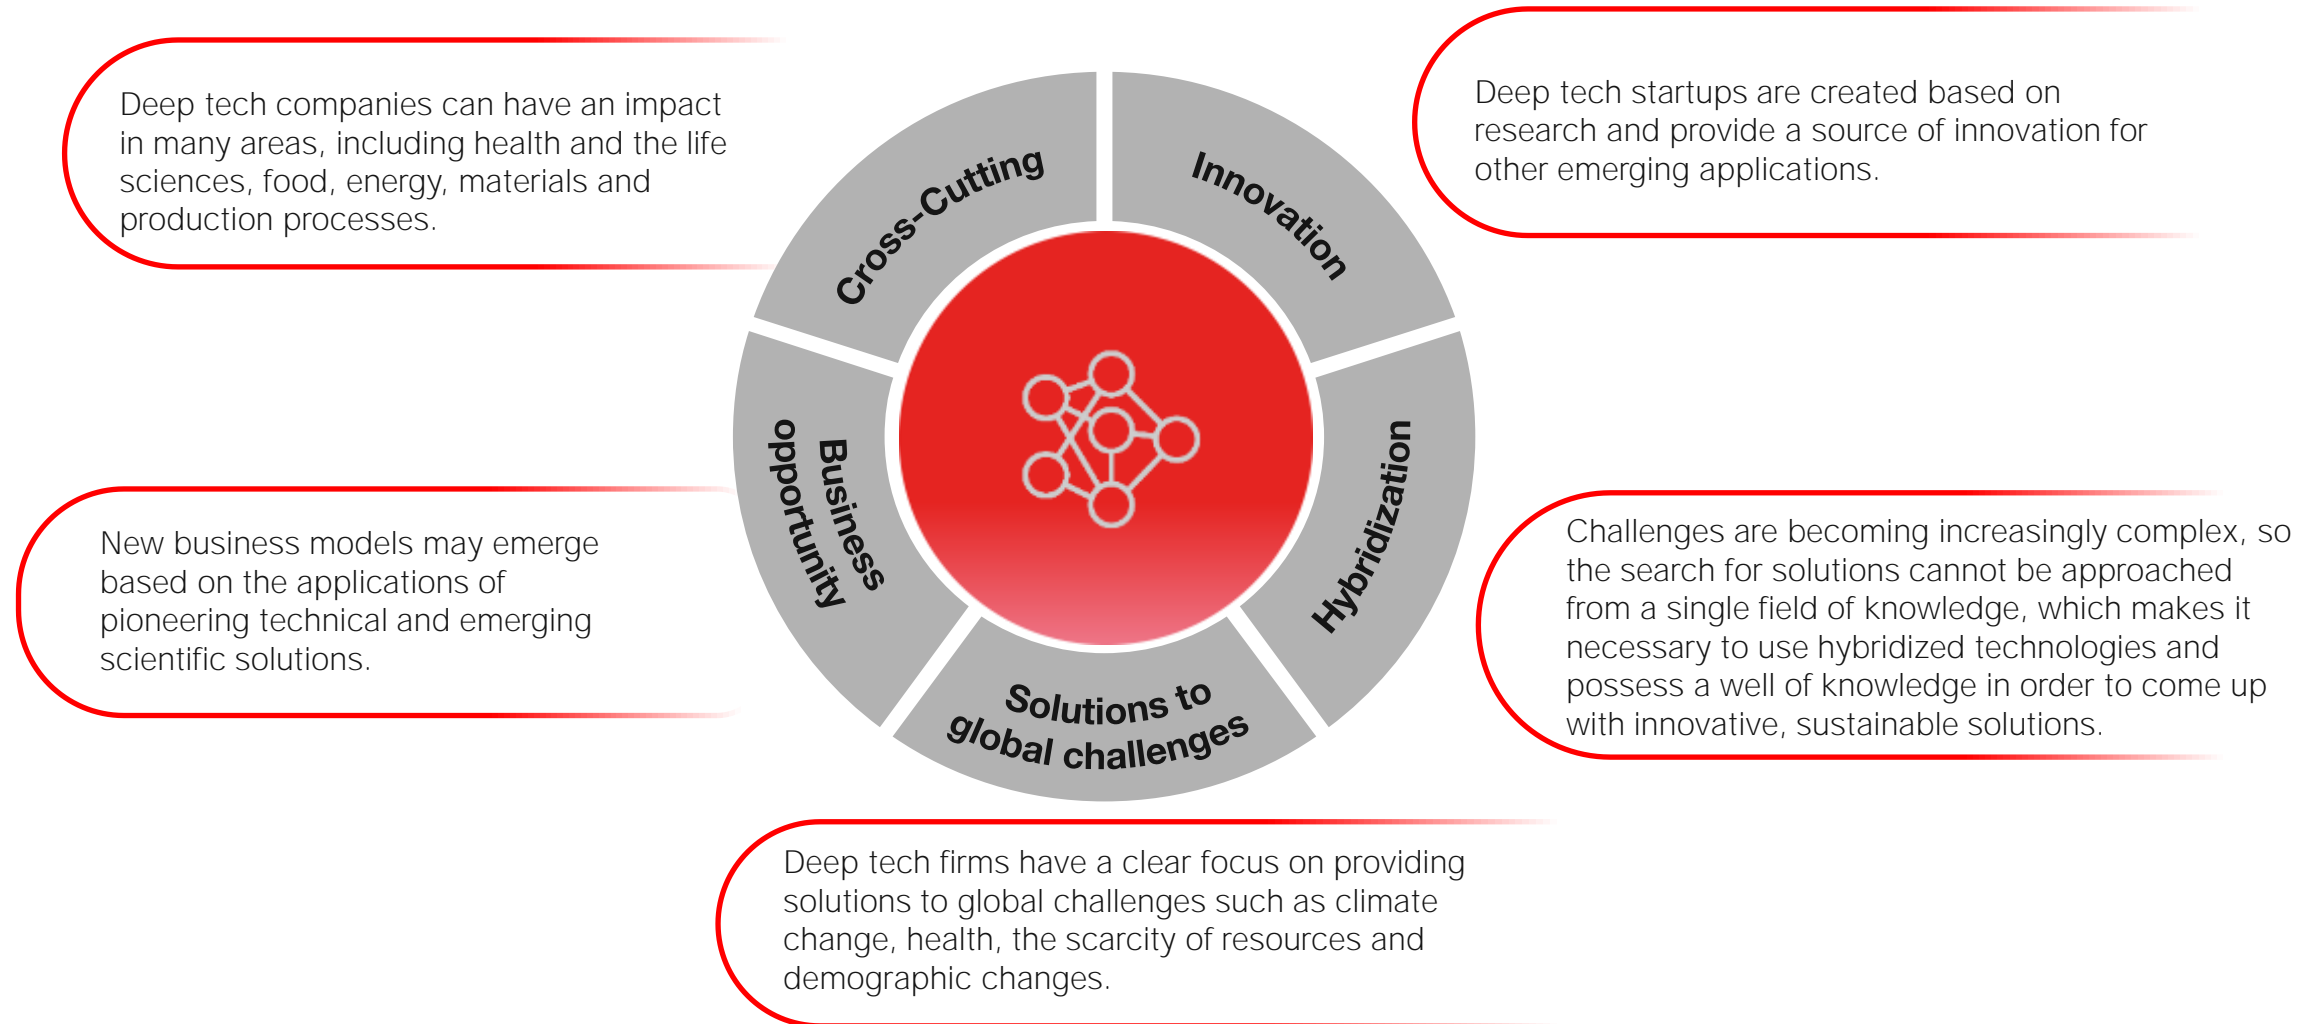 Deep tech companies can have an impact
in many areas, including health and the life
sciences, food, energy, materials and
production processes.
Deep tech startups are created based on
research and provide a source of innovation for
other emerging applications.
Cross-Cutting
Innovation
Business
opportunity
Hybridization
Solutions to
global challenges
New business models may emerge
based on the applications of
pioneering technical and emerging
scientific solutions.
Challenges are becoming increasingly complex, so
the search for solutions cannot be approached
from a single field of knowledge, which makes it
necessary to use hybridized technologies and
possess a well of knowledge in order to come up
with innovative, sustainable solutions.
Deep tech firms have a clear focus on providing
solutions to global challenges such as climate
change, health, the scarcity of resources and
demographic changes.